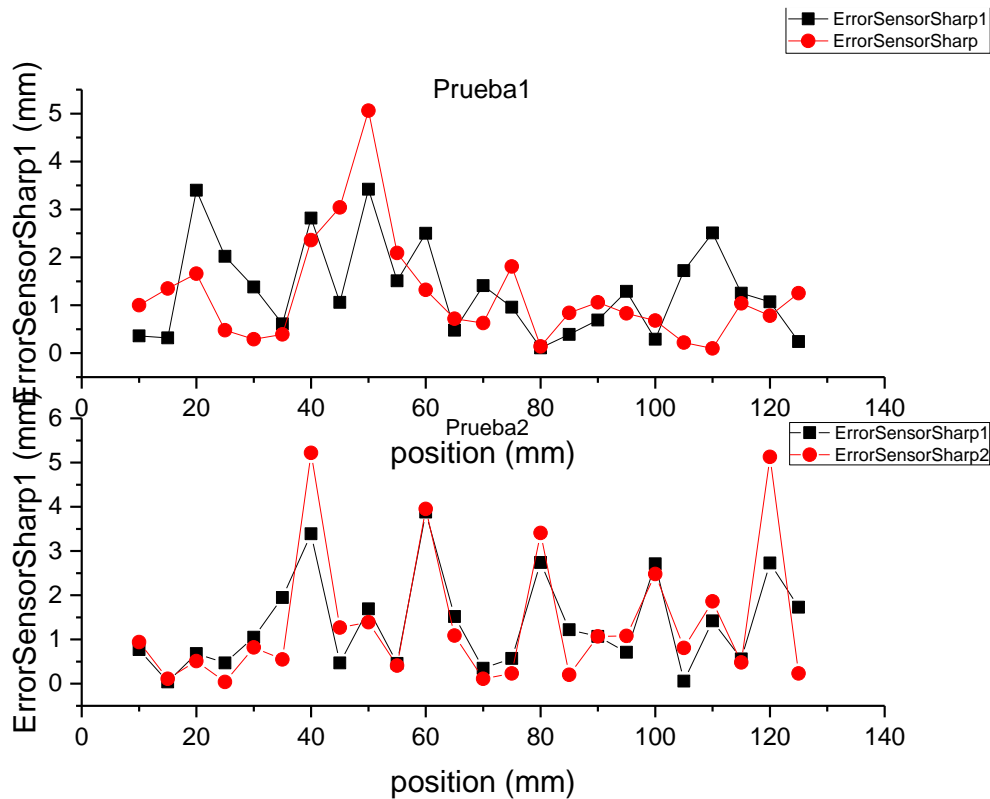 ErrorSensorSharp1
ErrorSensorSharp
Prueba1
ErrorSensorSharp1 (mm)
5
4
3
2
1
0
0 20 40 60 80 100 120 140
position (mm)
Prueba2
ErrorSensorSharp1
ErrorSensorSharp2
ErrorSensorSharp1 (mm)
6
5
4
3
2
1
0
0 20 40 60 80 100 120 140
position (mm)